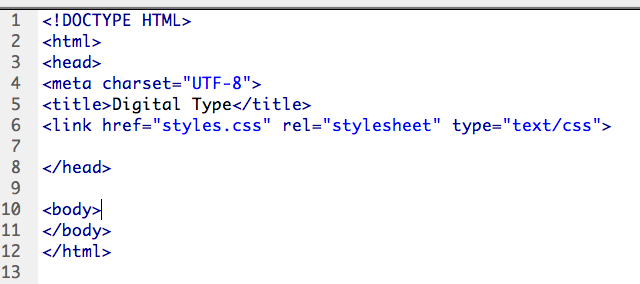 1 <!DOCTYPE HTML>
2 <html>
3 <head>
4 <meta charset="UTF-8">
5 <title>Digital Type</title>
6 <link href="styles.css" rel="stylesheet" type="text/css">
7
8 </head>
9
10 <body>
11 </body>
12 </html>
13